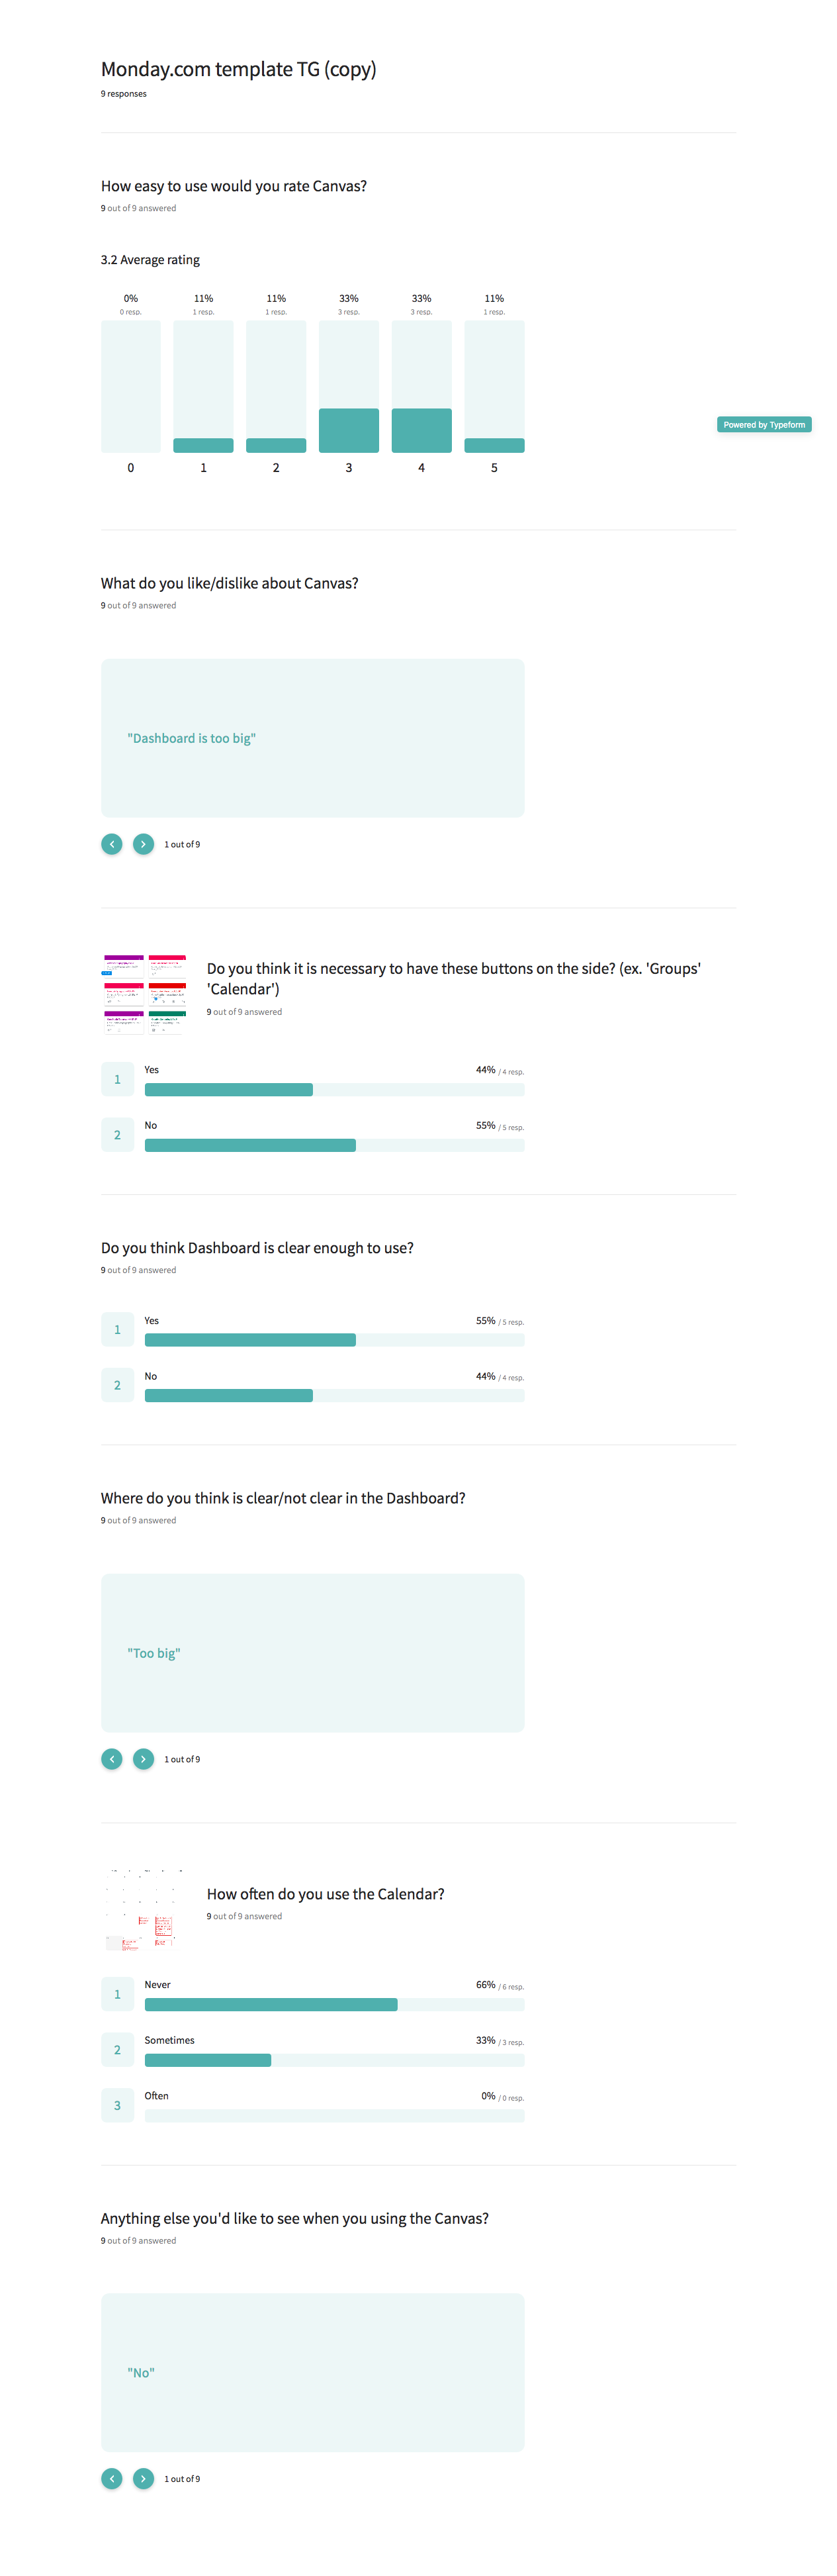 Monday.com template TG (copy)
9 responses
How easy to use would you rate Canvas?
9 out of 9 answered
3.2 Average rating
0% 11% 11% 33% 33% 11%
0 resp. 1 resp. 1 resp. 3 resp. 3 resp. 1 resp.
Powered by Typeform
0 1 2 3 4 5
What do you like/dislike about Canvas?
9 out of 9 answered
"Dashboard is too big"
1 out of 9
Do you think it is necessary to have these buttons on the side? (ex. 'Groups'
'Calendar')
9 out of 9 answered
1 Yes 44% / 4 resp.
2 No 55% / 5 resp.
Do you think Dashboard is clear enough to use?
9 out of 9 answered
1 Yes 55% / 5 resp.
2 No 44% / 4 resp.
Where do you think is clear/not clear in the Dashboard?
9 out of 9 answered
"Too big"
1 out of 9
How often do you use the Calendar?
9 out of 9 answered
1 Never 66% / 6 resp.
2 Sometimes 33% / 3 resp.
3 Often 0% / 0 resp.
Anything else you'd like to see when you using the Canvas?
9 out of 9 answered
"No"
1 out of 9